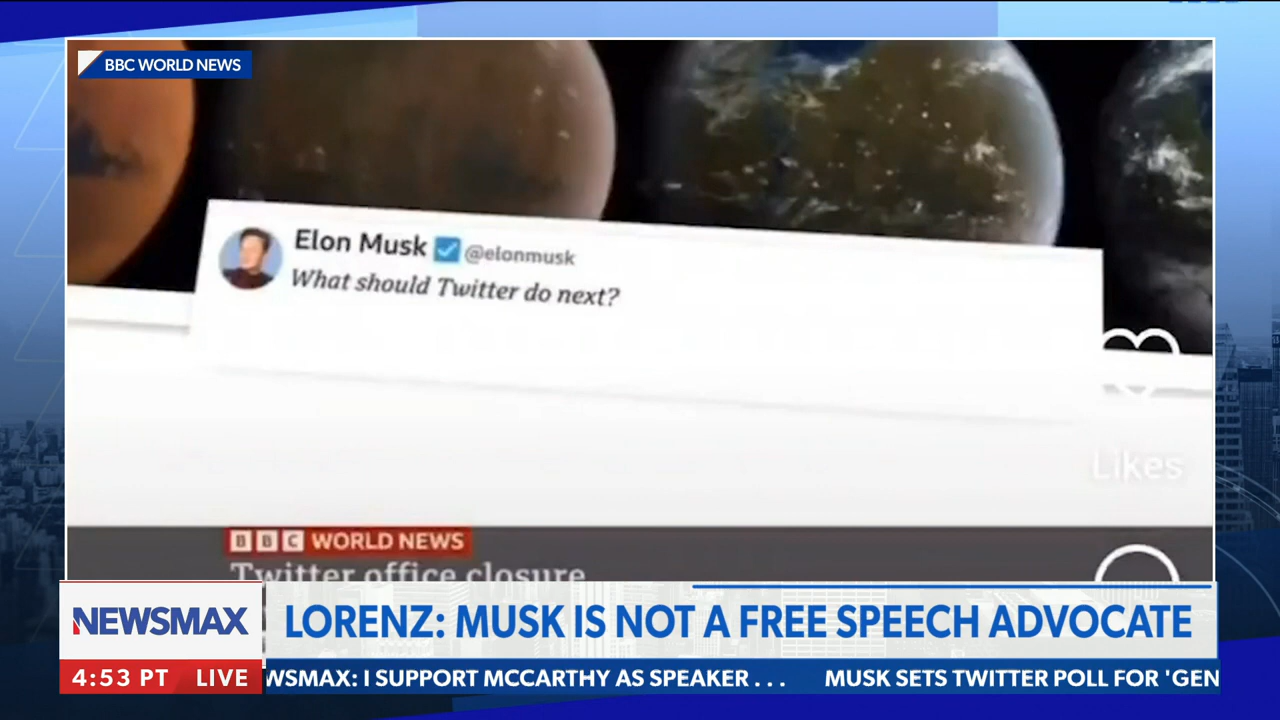 BBC WORLD NEWS
Elon Musk @elonmusk
What should Twitter do next?
Likes
BBC WORLD NEWS
Twitter office closure
NEWSMAX
LORENZ: MUSK IS NOT A FREE SPEECH ADVOCATE
4:53 PT LIVE
WSMAX: I SUPPORT MCCARTHY AS SPEAKER . . . MUSK SETS TWITTER POLL FOR 'GEN